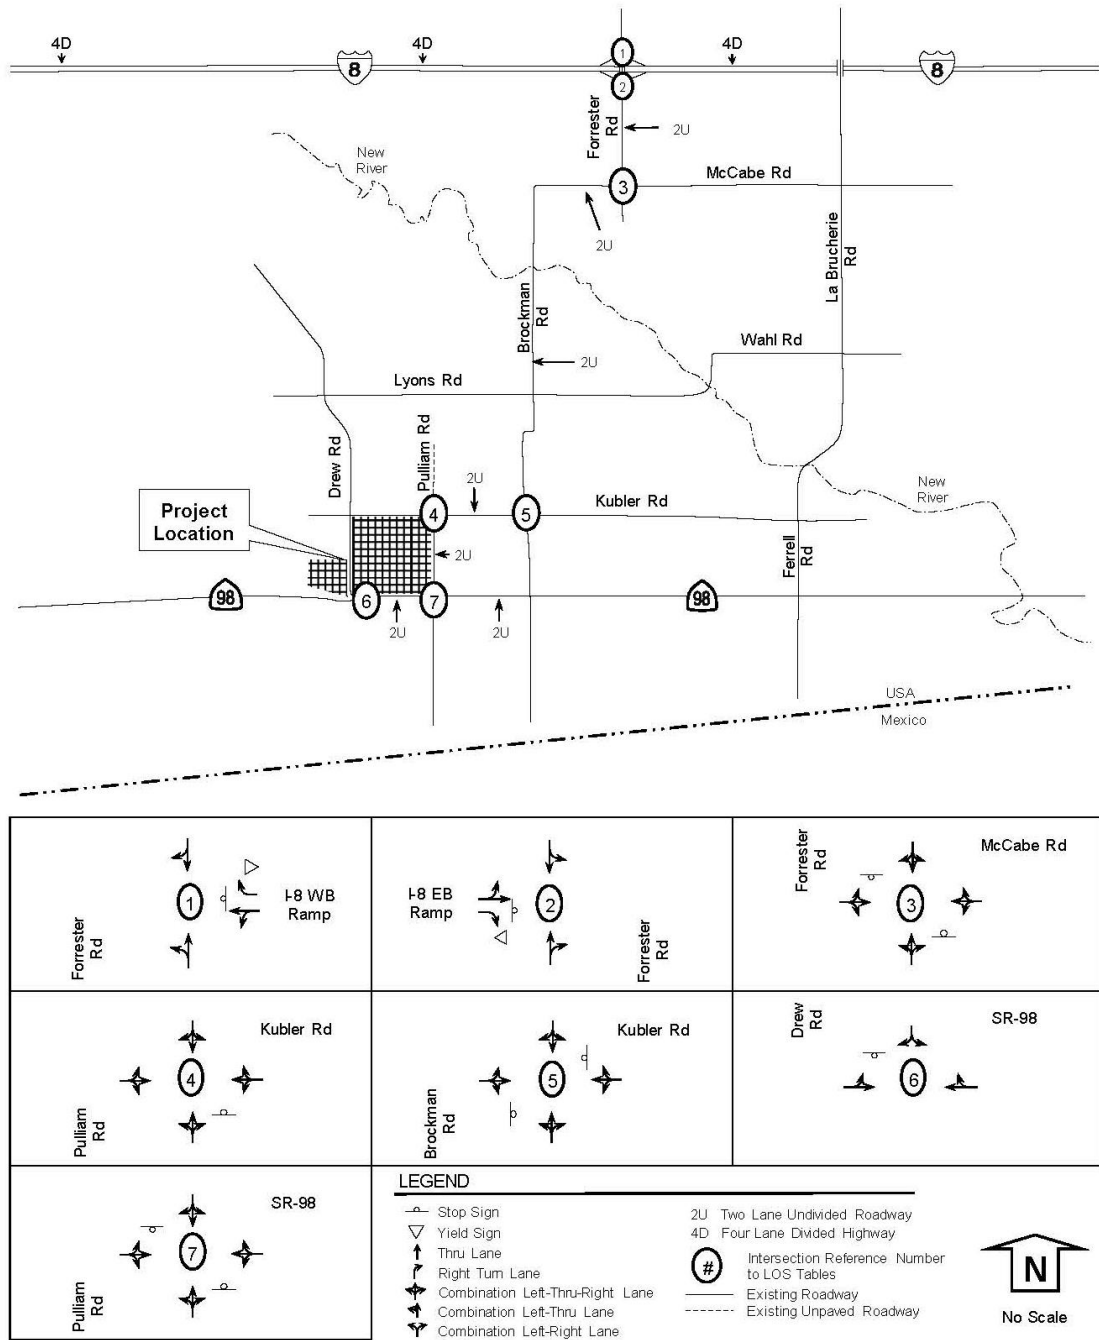 4D
4D
4D
8
1
8
2
Forrester
Rd
2U
New
River
McCabe Rd
3
2U
La Brucherie
Rd
Brockman
Rd
Wahl Rd
2U
Lyons Rd
Drew Rd
Pulliam Rd
2U
Kubler Rd
New
River
Project
Location
4
5
2U
Ferrell
Rd
98
6
7
98
2U
2U
USA
Mexico
Forrester
Rd
1
I-8 WB
Ramp
I-8 EB
Ramp
2
Forrester
Rd
Forrester
Rd
McCabe Rd
3
Kubler Rd
4
Pulliam
Rd
Kubler Rd
5
Brockman
Rd
Drew
Rd
SR-98
6
SR-98
7
Pulliam
Rd
LEGEND
Stop Sign
Yield Sign
Thru Lane
Right Turn Lane
Combination Left-Thru-Right Lane
Combination Left-Thru Lane
Combination Left-Right Lane
2U Two Lane Undivided Roadway
4D Four Lane Divided Highway
# Intersection Reference Number
to LOS Tables
Existing Roadway
Existing Unpaved Roadway
N
No Scale